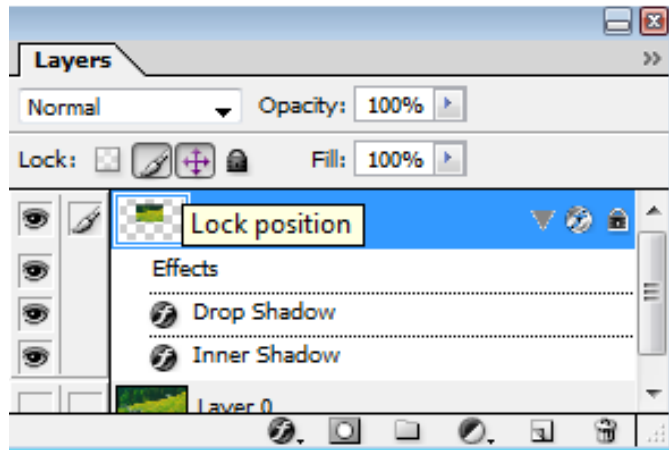 Layers
Normal Opacity: 100%
Lock: Fill: 100%
Lock position
Effects
Drop Shadow
Inner Shadow
Layer 0